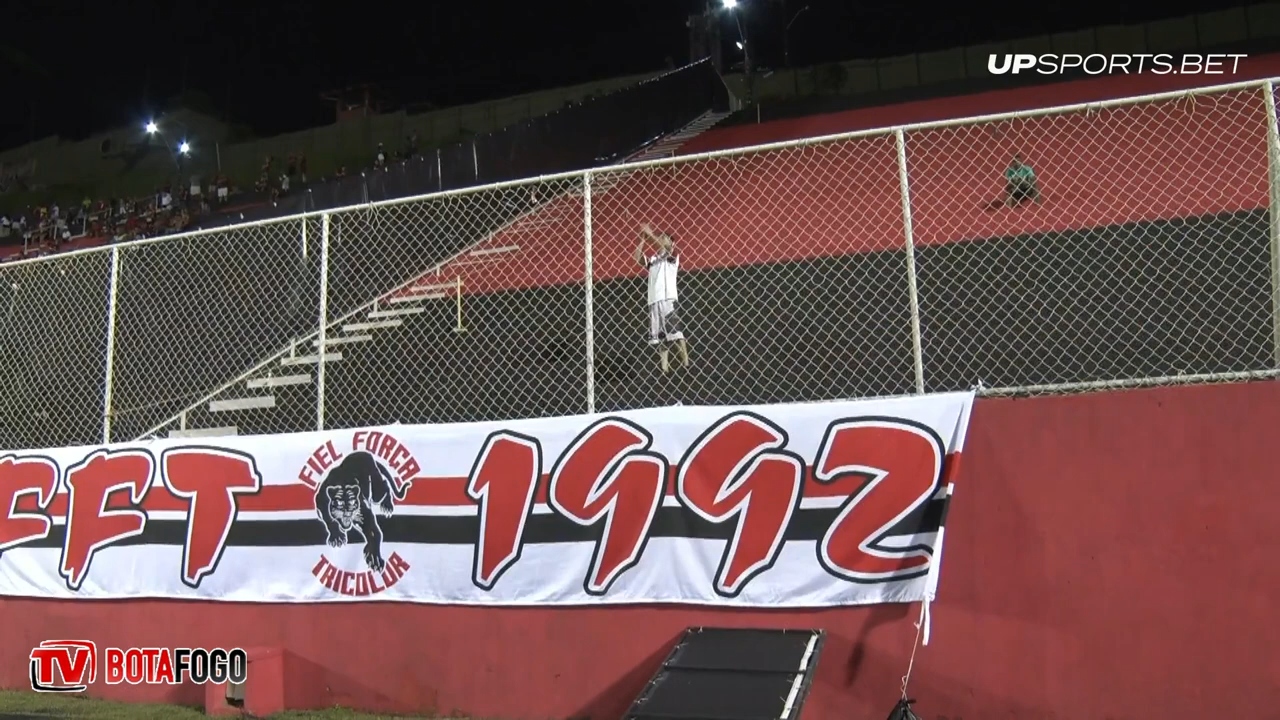 UPSPORTS.BET
FFT
FIEL FORÇA
TRICOLOR
1992
TV BOTAFOGO